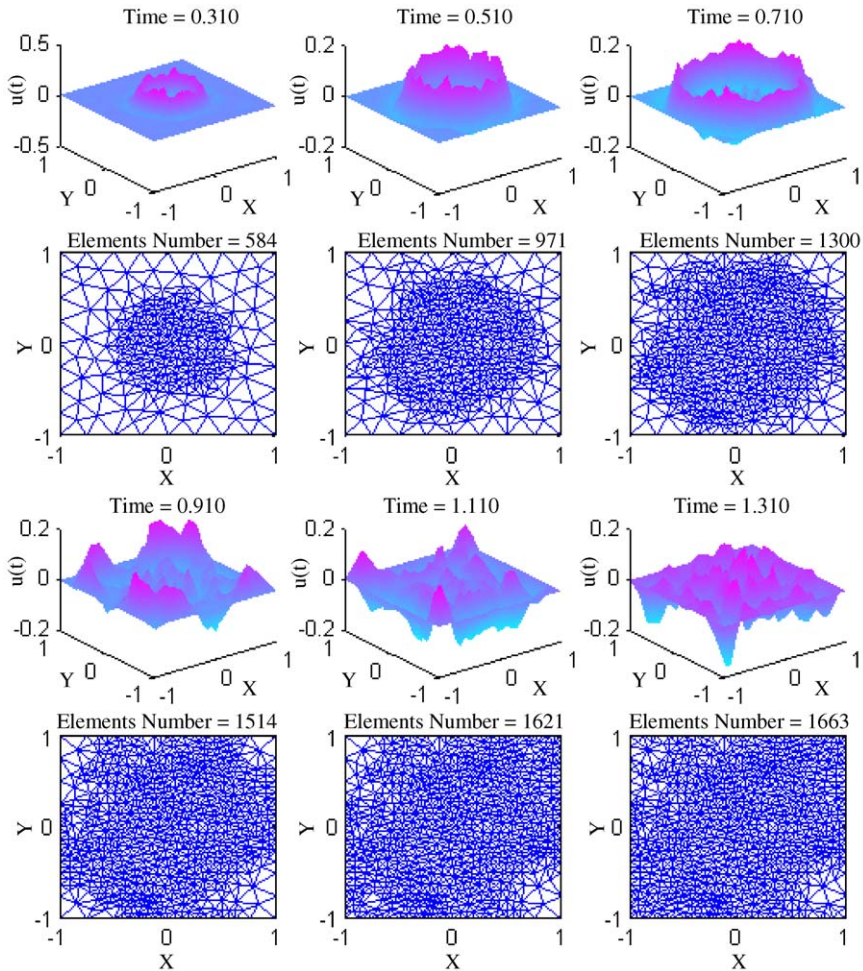 Time = 0.310
Time = 0.510
Time = 0.710
0.5
0
-0.5
u(t)
1
0
-1
Y
-1
0
1
X
0.2
0
-0.2
u(t)
1
0
-1
Y
-1
0
1
X
0.2
0
-0.2
u(t)
1
0
-1
Y
-1
0
1
X
Elements Number = 584
Elements Number = 971
Elements Number = 1300
1
0
-1
Y
-1
0
1
X
1
0
-1
Y
-1
0
1
X
1
0
-1
Y
-1
0
1
X
Time = 0.910
Time = 1.110
Time = 1.310
0.2
0
-0.2
u(t)
1
0
-1
Y
-1
0
1
X
0.2
0
-0.2
u(t)
1
0
-1
Y
-1
0
1
X
0.2
0
-0.2
u(t)
1
0
-1
Y
-1
0
1
X
Elements Number = 1514
Elements Number = 1621
Elements Number = 1663
1
0
-1
Y
-1
0
1
X
1
0
-1
Y
-1
0
1
X
1
0
-1
Y
-1
0
1
X